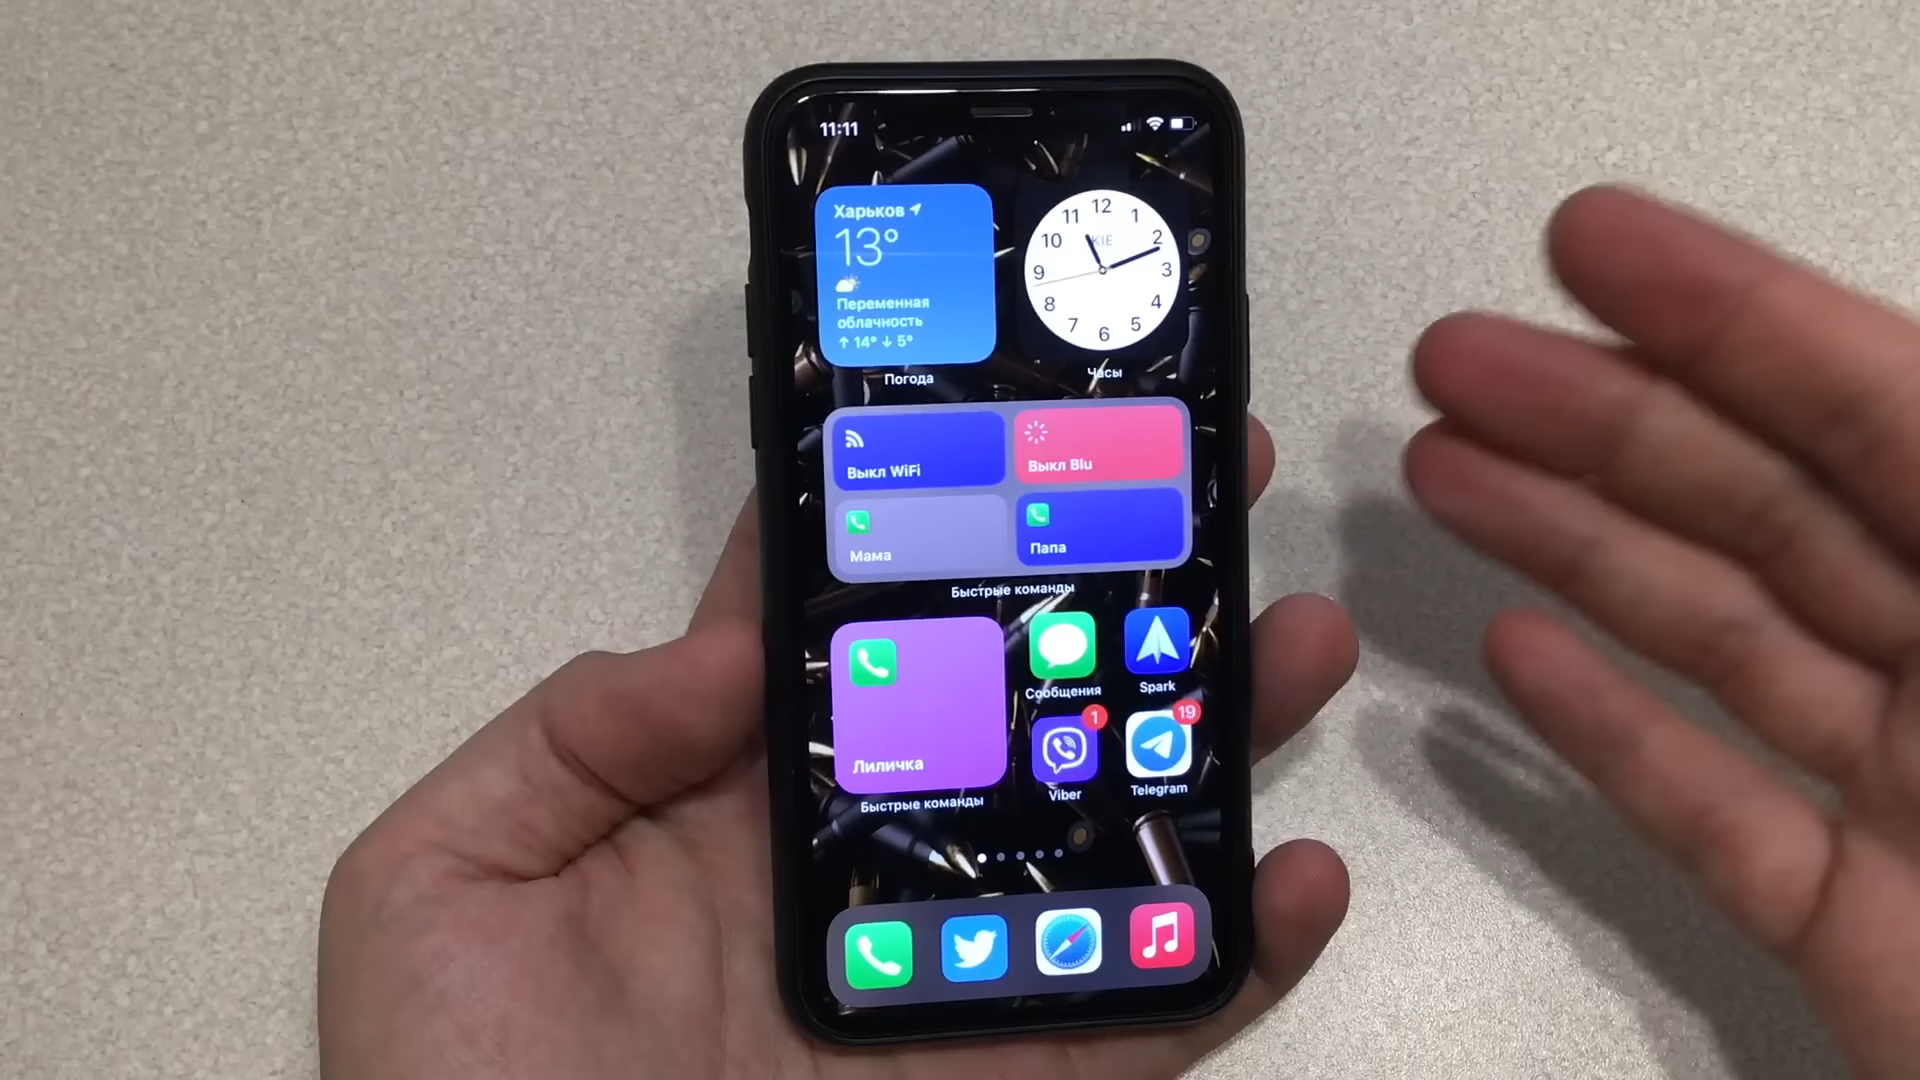 11:11
Харьков
13°
Переменная
облачность
↑ 14° ↓ 5°
Погода
12
11 1
10 KIE 2
9 3
8 4
7 5
6
Часы
Выкл WiFi
Выкл Blu
Мама
Папа
Быстрые команды
Лиличка
Быстрые команды
Сообщения
Spark
1
Viber
19
Telegram